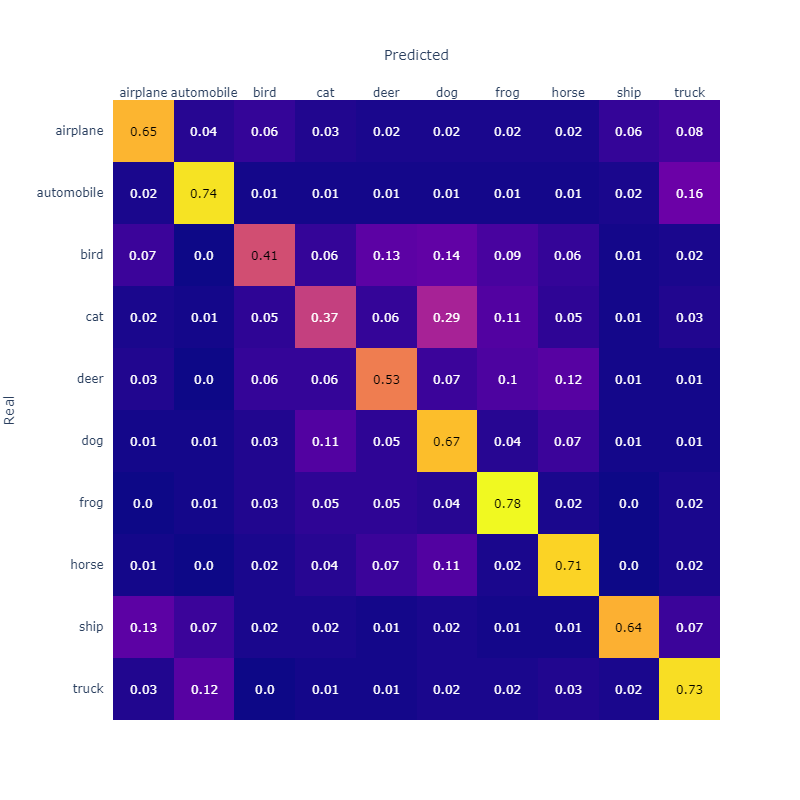 Predicted
airplane automobile bird cat deer dog frog horse ship truck
airplane 0.65 0.04 0.06 0.03 0.02 0.02 0.02 0.02 0.06 0.08
automobile 0.02 0.74 0.01 0.01 0.01 0.01 0.01 0.01 0.02 0.16
bird 0.07 0.0 0.41 0.06 0.13 0.14 0.09 0.06 0.01 0.02
cat 0.02 0.01 0.05 0.37 0.06 0.29 0.11 0.05 0.01 0.03
deer 0.03 0.0 0.06 0.06 0.53 0.07 0.1 0.12 0.01 0.01
Real
dog 0.01 0.01 0.03 0.11 0.05 0.67 0.04 0.07 0.01 0.01
frog 0.0 0.01 0.03 0.05 0.05 0.04 0.78 0.02 0.0 0.02
horse 0.01 0.0 0.02 0.04 0.07 0.11 0.02 0.71 0.0 0.02
ship 0.13 0.07 0.02 0.02 0.01 0.02 0.01 0.01 0.64 0.07
truck 0.03 0.12 0.0 0.01 0.01 0.02 0.02 0.03 0.02 0.73